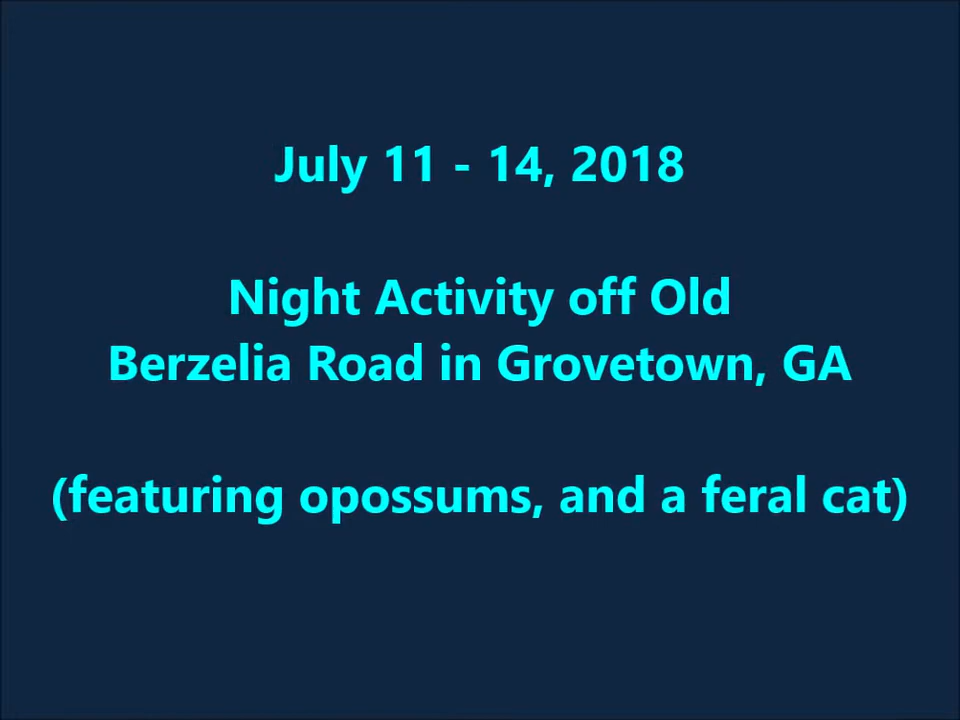 July 11 - 14, 2018
Night Activity off Old
Berzelia Road in Grovetown, GA
(featuring opossums, and a feral cat)